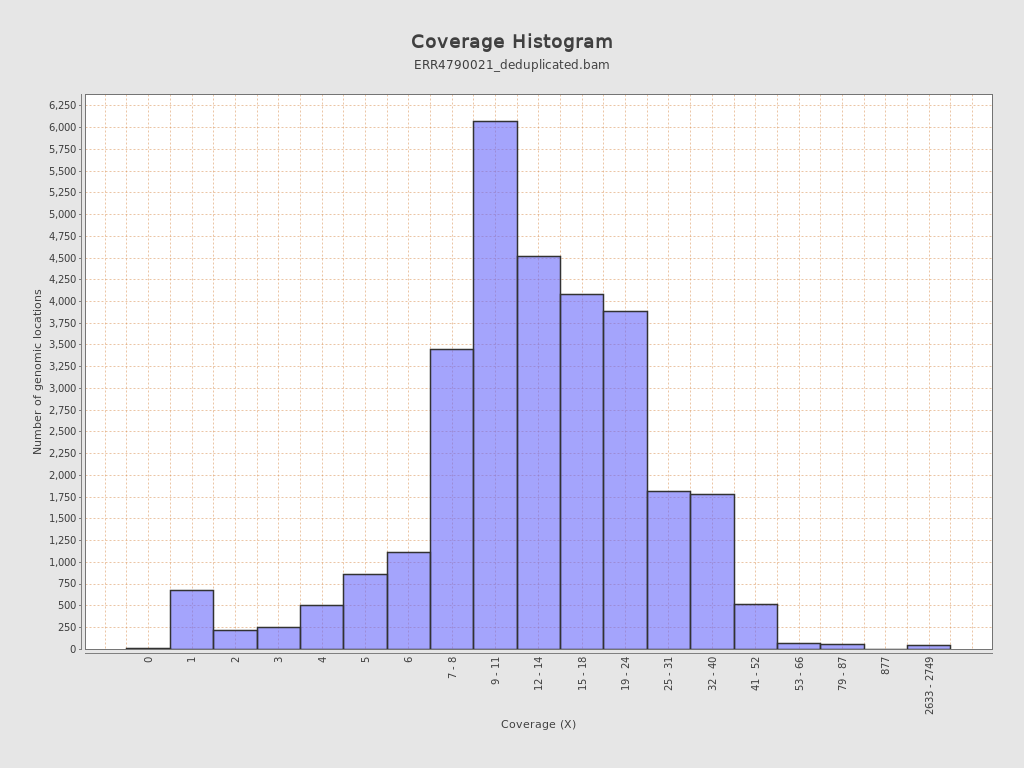 Coverage Histogram
ERR4790021_deduplicated.bam
Number of genomic locations
6,250
6,000
5,750
5,500
5,250
5,000
4,750
4,500
4,250
4,000
3,750
3,500
3,250
3,000
2,750
2,500
2,250
2,000
1,750
1,500
1,250
1,000
750
500
250
0
0
1
2
3
4
5
6
7 - 8
9 - 11
12 - 14
15 - 18
19 - 24
25 - 31
32 - 40
41 - 52
53 - 66
79 - 87
877
2633 - 2749
Coverage (X)